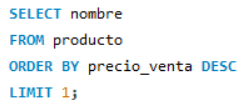 SELECT nombre
FROM producto
ORDER BY precio_venta DESC
LIMIT 1;